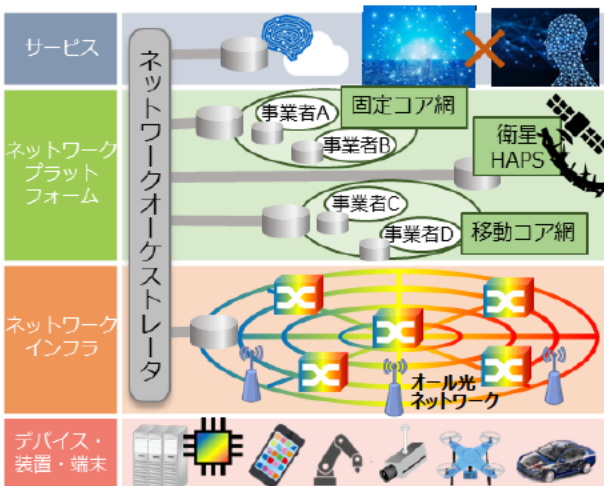 サービス
ネットワークオーケストレータ
ネットワーク
プラット
フォーム
事業者A
固定コア網
事業者B
衛星
HAPS
事業者C
事業者D
移動コア網
ネットワーク
インフラ
オール光
ネットワーク
デバイス・
装置・端末